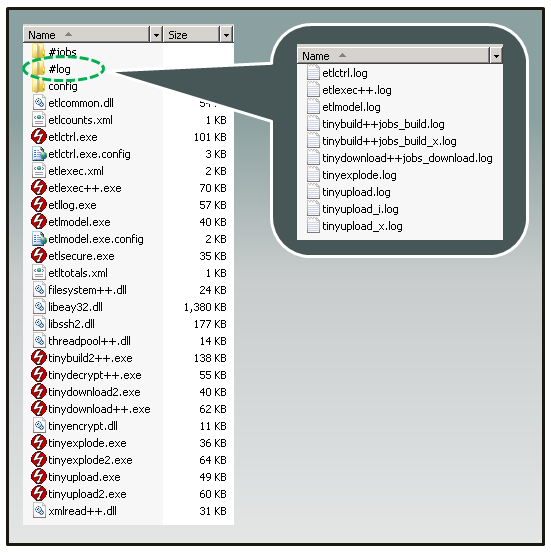 Name Size
#jobs
#log
config
etlcommon.dll
etlcounts.xml 1 KB
etlctrl.exe 101 KB
etlctrl.exe.config 3 KB
etlexec.xml 2 KB
etlexec++.exe 70 KB
etllog.exe 57 KB
etlmodel.exe 40 KB
etlmodel.exe.config 2 KB
etlsecure.exe 35 KB
etltotals.xml 1 KB
filesystem++.dll 24 KB
libeay32.dll 1,380 KB
libssh2.dll 177 KB
threadpool++.dll 14 KB
tinybuild2++.exe 138 KB
tinydecrypt++.exe 55 KB
tinydownload2.exe 40 KB
tinydownload++.exe 62 KB
tinyencrypt.dll 11 KB
tinyexplode.exe 36 KB
tinyexplode2.exe 64 KB
tinyupload.exe 49 KB
tinyupload2.exe 60 KB
xmlread++.dll 31 KB
Name
etlctrl.log
etlexec++.log
etlmodel.log
tinybuild++jobs_build.log
tinybuild++jobs_build_x.log
tinydownload++jobs_download.log
tinyexplode.log
tinyupload.log
tinyupload_i.log
tinyupload_x.log